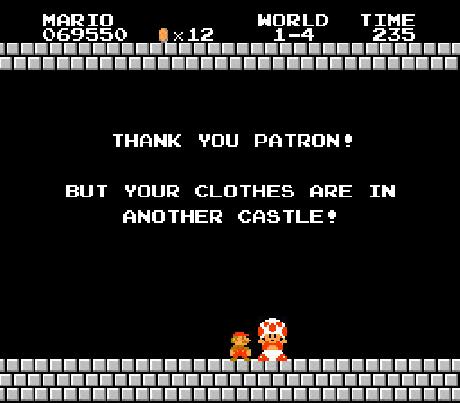 MARIO WORLD TIME
069550 x12 1-4 235
THANK YOU PATRON!
BUT YOUR CLOTHES ARE IN
ANOTHER CASTLE!